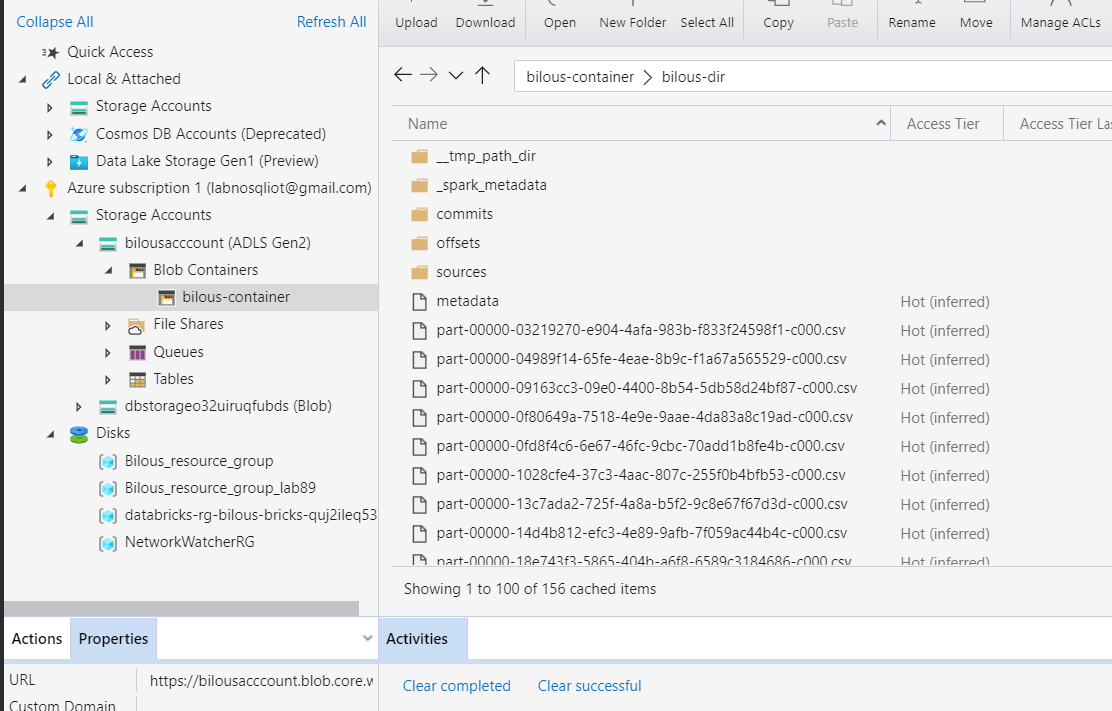 Collapse All
Refresh All
Quick Access
Local & Attached
Storage Accounts
Cosmos DB Accounts (Deprecated)
Data Lake Storage Gen1 (Preview)
Azure subscription 1 (labnosqliot@gmail.com)
Storage Accounts
bilousacccount (ADLS Gen2)
Blob Containers
bilous-container
File Shares
Queues
Tables
dbstorageo32uiruqfubds (Blob)
Disks
Bilous_resource_group
Bilous_resource_group_lab89
databricks-rg-bilous-bricks-quj2ileq53
NetworkWatcherRG
Actions
Properties
URL
https://bilousacccount.blob.core.w
Custom Domain
Upload
Download
Open
New Folder
Select All
Copy
Paste
Rename
Move
Manage ACLs
bilous-container > bilous-dir
Name
Access Tier
Access Tier Las
__tmp_path_dir
_spark_metadata
commits
offsets
sources
metadata Hot (inferred)
part-00000-03219270-e904-4afa-983b-f833f24598f1-c000.csv Hot (inferred)
part-00000-04989f14-65fe-4eae-8b9c-f1a67a565529-c000.csv Hot (inferred)
part-00000-09163cc3-09e0-4400-8b54-5db58d24bf87-c000.csv Hot (inferred)
part-00000-0f80649a-7518-4e9e-9aae-4da83a8c19ad-c000.csv Hot (inferred)
part-00000-0fd8f4c6-6e67-46fc-9cbc-70add1b8fe4b-c000.csv Hot (inferred)
part-00000-1028cfe4-37c3-4aac-807c-255f0b4bfb53-c000.csv Hot (inferred)
part-00000-13c7ada2-725f-4a8a-b5f2-9c8e67f67d3d-c000.csv Hot (inferred)
part-00000-14d4b812-efc3-4e89-9afb-7f059ac44b4c-c000.csv Hot (inferred)
part-00000-18e743f3-5865-404b-a6f8-6589c3184686-c000.csv Hot (inferred)
Showing 1 to 100 of 156 cached items
Activities
Clear completed
Clear successful